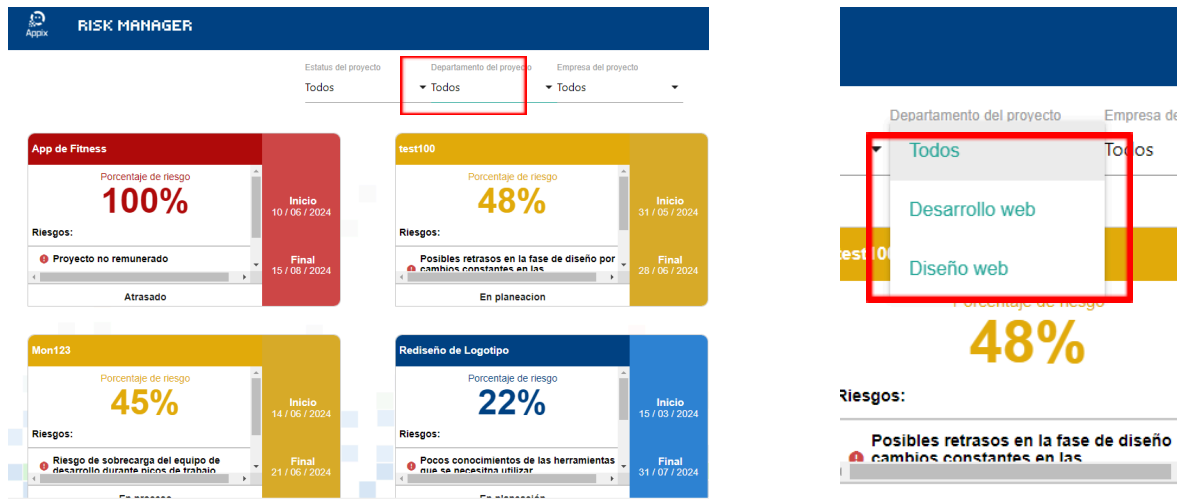 Appix
RISK MANAGER
Estatus del proyecto
Todos
Departamento del proyecto
Todos
Empresa del proyecto
Todos
App de Fitness
Porcentaje de riesgo
100%
Riesgos:
Proyecto no remunerado
Atrasado
Inicio
10 / 06 / 2024
Final
15 / 08 / 2024
test100
Porcentaje de riesgo
48%
Riesgos:
Posibles retrasos en la fase de diseño por
cambios constantes en las
En planeacion
Inicio
31 / 05 / 2024
Final
28 / 06 / 2024
Mon123
Porcentaje de riesgo
45%
Riesgos:
Riesgo de sobrecarga del equipo de
desarrollo durante picos de trabajo
En proceso
Inicio
14 / 06 / 2024
Final
21 / 06 / 2024
Rediseño de Logotipo
Porcentaje de riesgo
22%
Riesgos:
Pocos conocimientos de las herramientas
que se necesitna utilizar
En planeación
Inicio
15 / 03 / 2024
Final
31 / 07 / 2024
Departamento del proyecto
Empresa de
Todos
Todos
Desarrollo web
Diseño web
test10
Porcentaje de riesgo
48%
Riesgos:
Posibles retrasos en la fase de diseño
cambios constantes en las